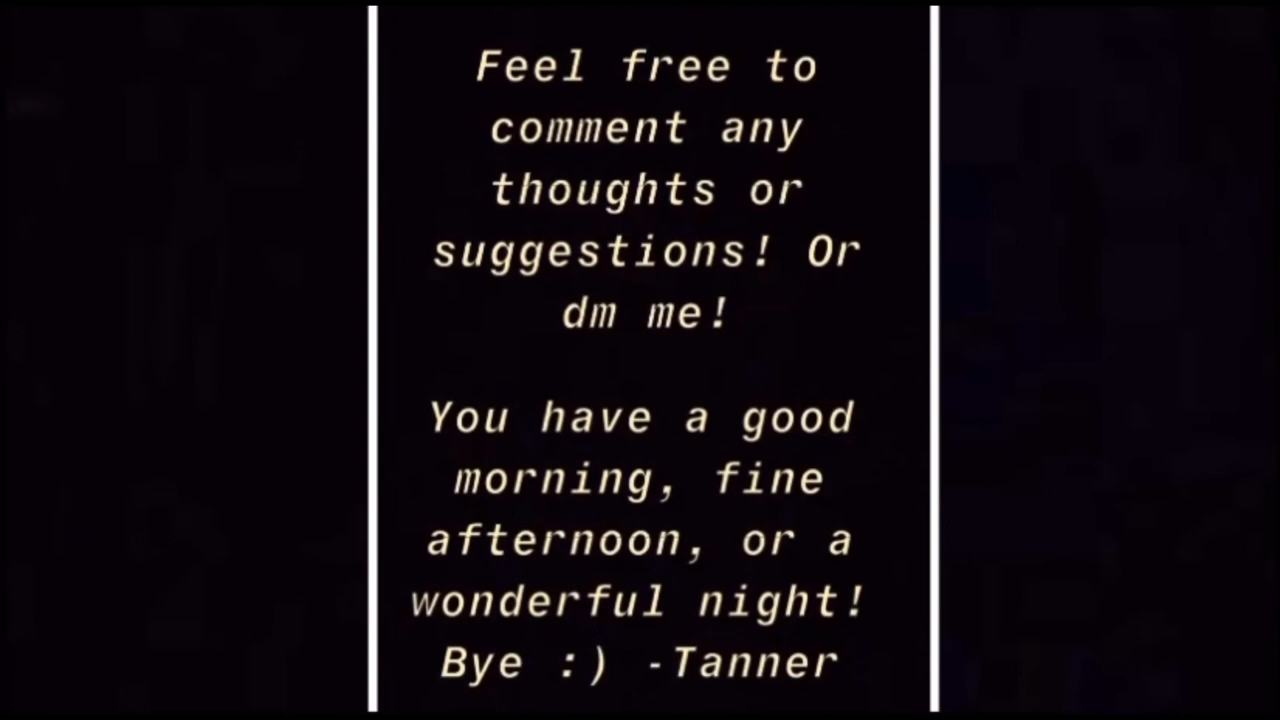 Feel free to
comment any
thoughts or
suggestions! Or
dm me!
You have a good
morning, fine
afternoon, or a
wonderful night!
Bye :) -Tanner